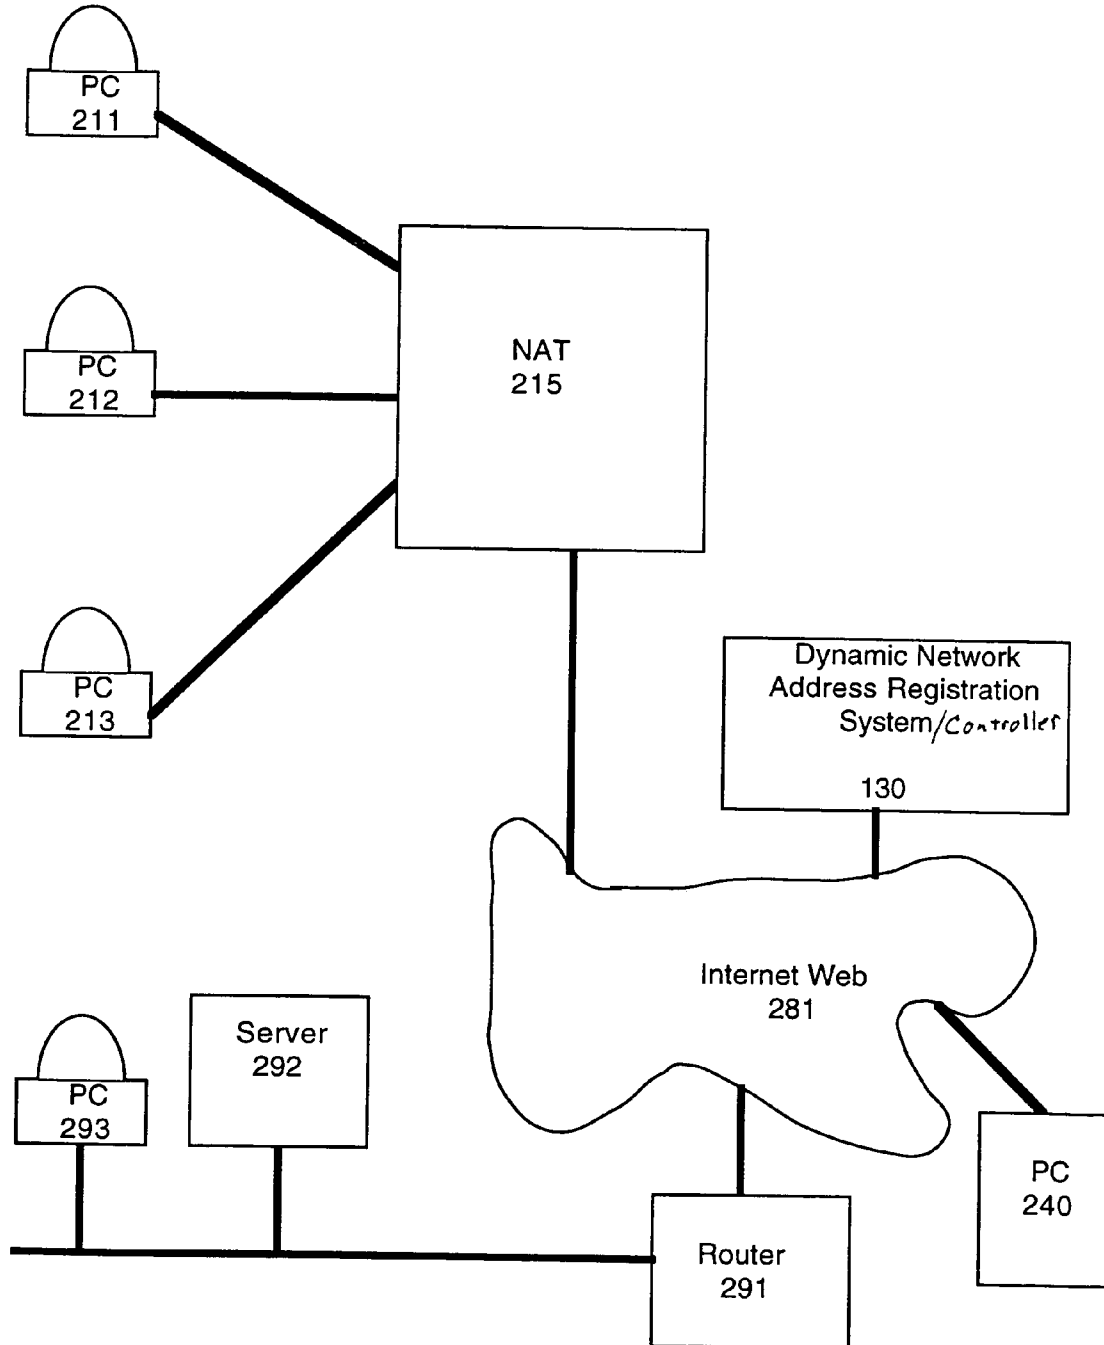 PC
211
PC
212
PC
213
NAT
215
Dynamic Network
Address Registration
System/Controller
130
Internet Web
281
Server
292
PC
293
PC
240
Router
291